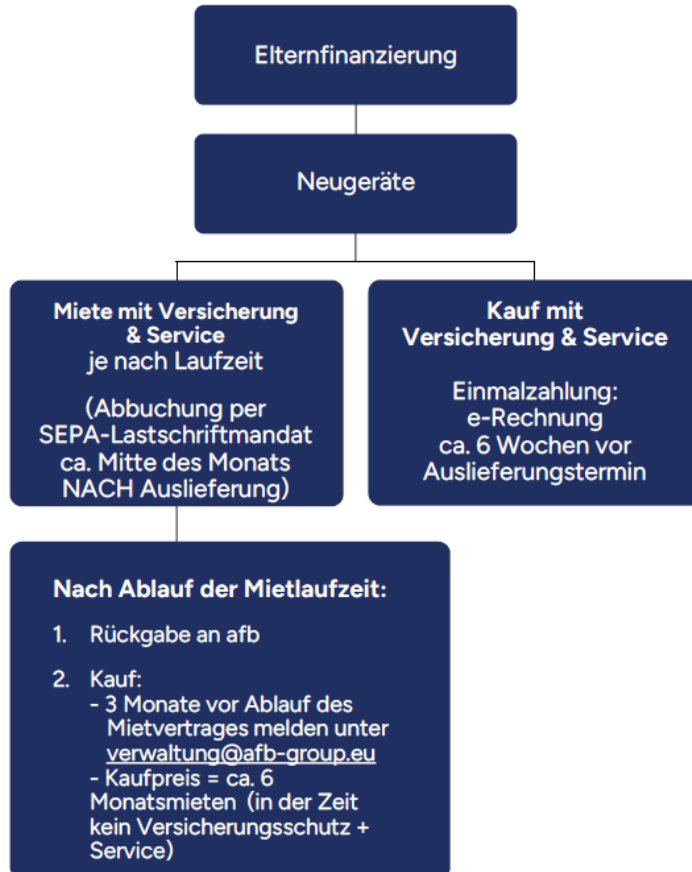 Elternfinanzierung
Neugeräte
Miete mit Versicherung
& Service
je nach Laufzeit
(Abbuchung per
SEPA-Lastschriftmandat
ca. Mitte des Monats
NACH Auslieferung)
Kauf mit
Versicherung & Service
Einmalzahlung:
e-Rechnung
ca. 6 Wochen vor
Auslieferungstermin
Nach Ablauf der Mietlaufzeit:
1. Rückgabe an afb
2. Kauf:
- 3 Monate vor Ablauf des
Mietvertrages melden unter
verwaltung@afb-group.eu
- Kaufpreis = ca. 6
Monatsmieten (in der Zeit
kein Versicherungsschutz +
Service)